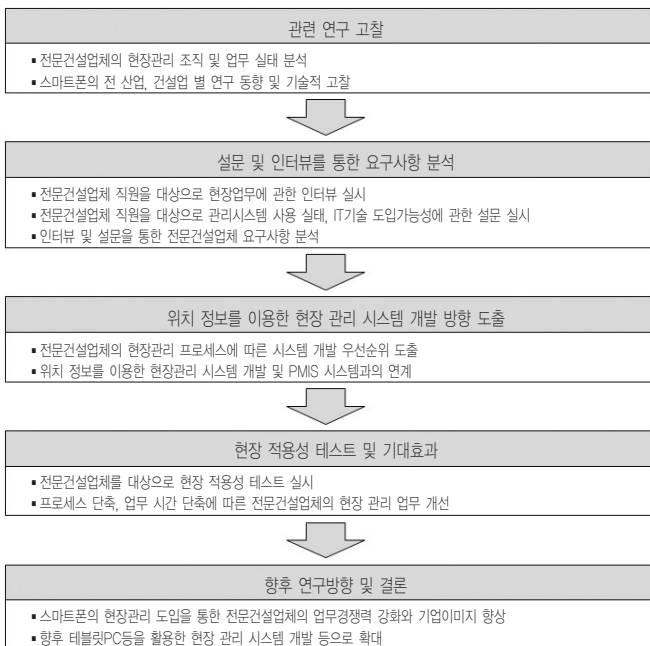 관련 연구 고찰
▪ 전문건설업체의 현장관리 조직 및 업무 실태 분석
▪ 스마트폰의 전 산업, 건설업 별 연구 동향 및 기술적 고찰
설문 및 인터뷰를 통한 요구사항 분석
▪ 전문건설업체 직원을 대상으로 현장업무에 관한 인터뷰 실시
▪ 전문건설업체 직원을 대상으로 관리시스템 사용 실태, IT기술 도입가능성에 관한 설문 실시
▪ 인터뷰 및 설문을 통한 전문건설업체 요구사항 분석
위치 정보를 이용한 현장 관리 시스템 개발 방향 도출
▪ 전문건설업체의 현장관리 프로세스에 따른 시스템 개발 우선순위 도출
▪ 위치 정보를 이용한 현장관리 시스템 개발 및 PMIS 시스템과의 연계
현장 적용성 테스트 및 기대효과
▪ 전문건설업체를 대상으로 현장 적용성 테스트 실시
▪ 프로세스 단축, 업무 시간 단축에 따른 전문건설업체의 현장 관리 업무 개선
향후 연구방향 및 결론
▪ 스마트폰의 현장관리 도입을 통한 전문건설업체의 업무경쟁력 강화와 기업이미지 향상
▪ 향후 테블릿PC등을 활용한 현장 관리 시스템 개발 등으로 확대